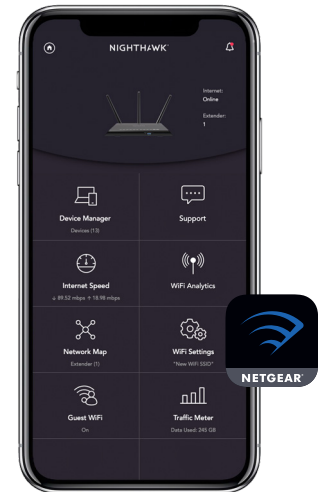 NIGHTHAWK
Internet:
Online
Extender:
1
Device Manager
Devices (13)
Support
Internet Speed
↓ 89.52 mbps ↑ 18.98 mbps
WiFi Analytics
Network Map
Extender (1)
WiFi Settings
"New WiFi SSID"
NETGEAR
Guest WiFi
On
Traffic Meter
Data Used: 245 GB